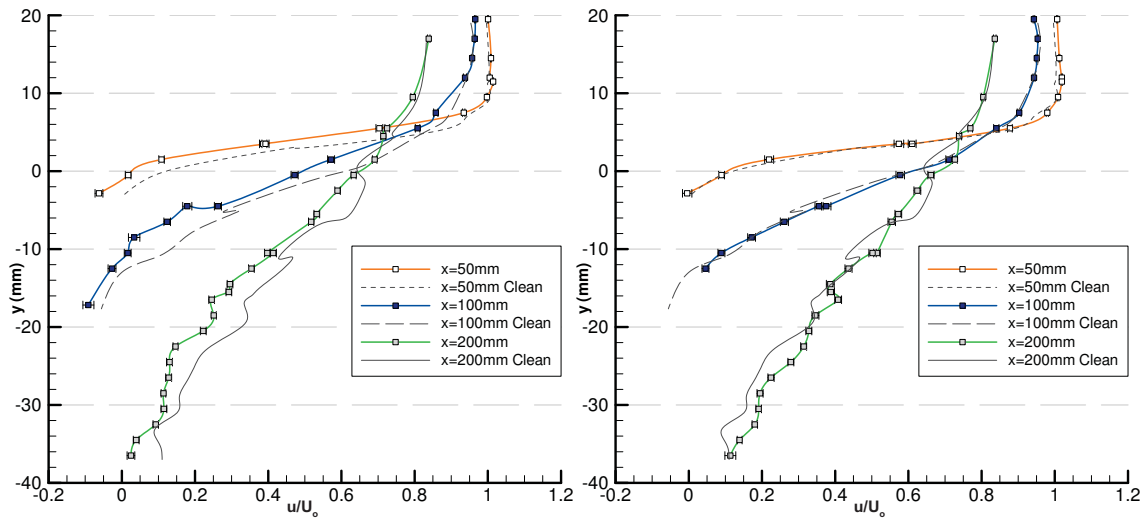 20
10
0
-10
-20
-30
-40
y (mm)
-0.2
0
0.2
0.4
0.6
0.8
1
1.2
u/Uₒ
x=50mm
x=50mm Clean
x=100mm
x=100mm Clean
x=200mm
x=200mm Clean
20
10
0
-10
-20
-30
-40
y (mm)
-0.2
0
0.2
0.4
0.6
0.8
1
1.2
u/Uₒ
x=50mm
x=50mm Clean
x=100mm
x=100mm Clean
x=200mm
x=200mm Clean